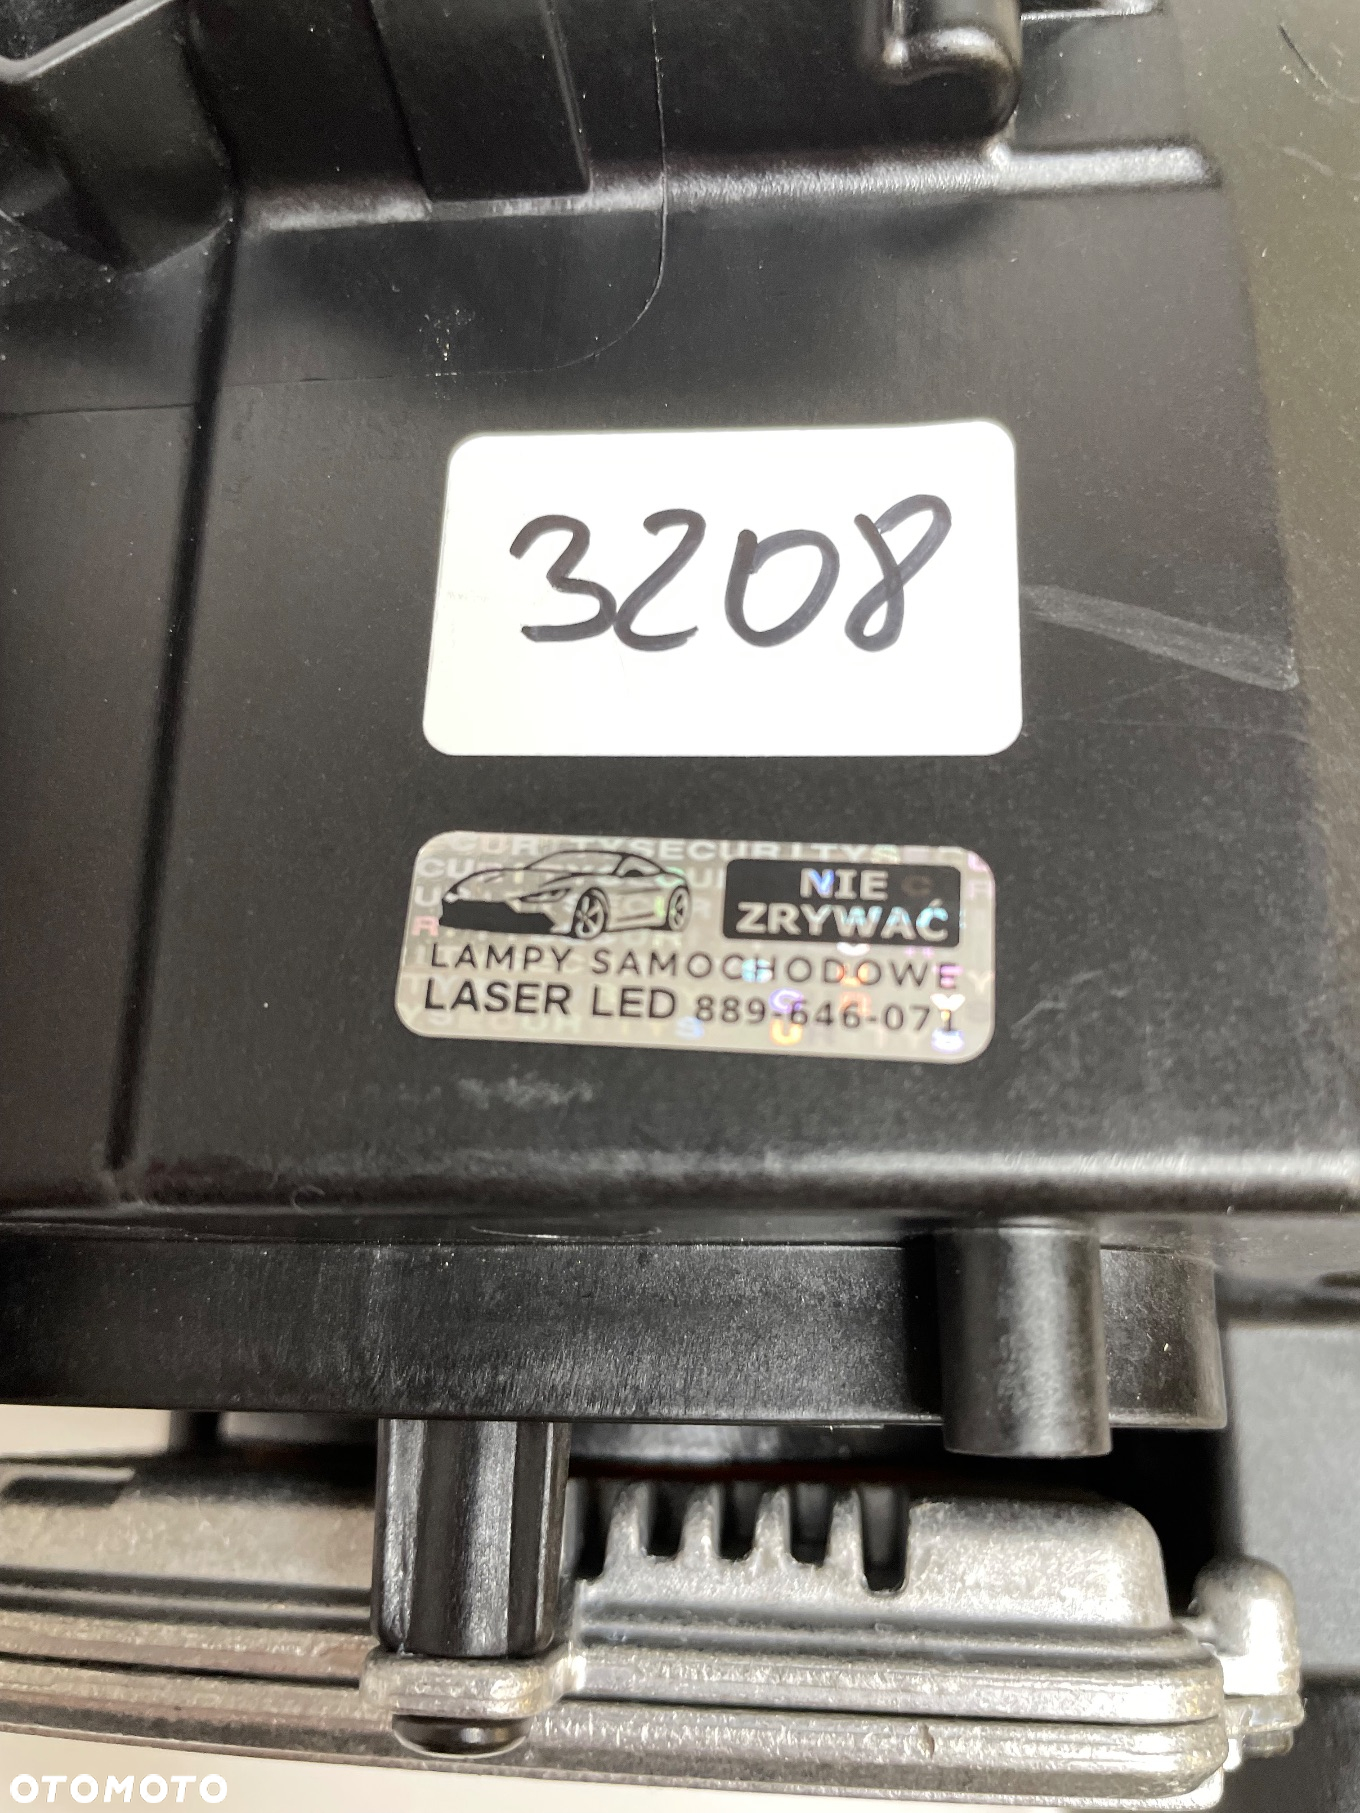 3208
NIE
ZRYWAĆ
LAMPY SAMOCHODOWE
LASER LED 889-646-071
OTOMOTO